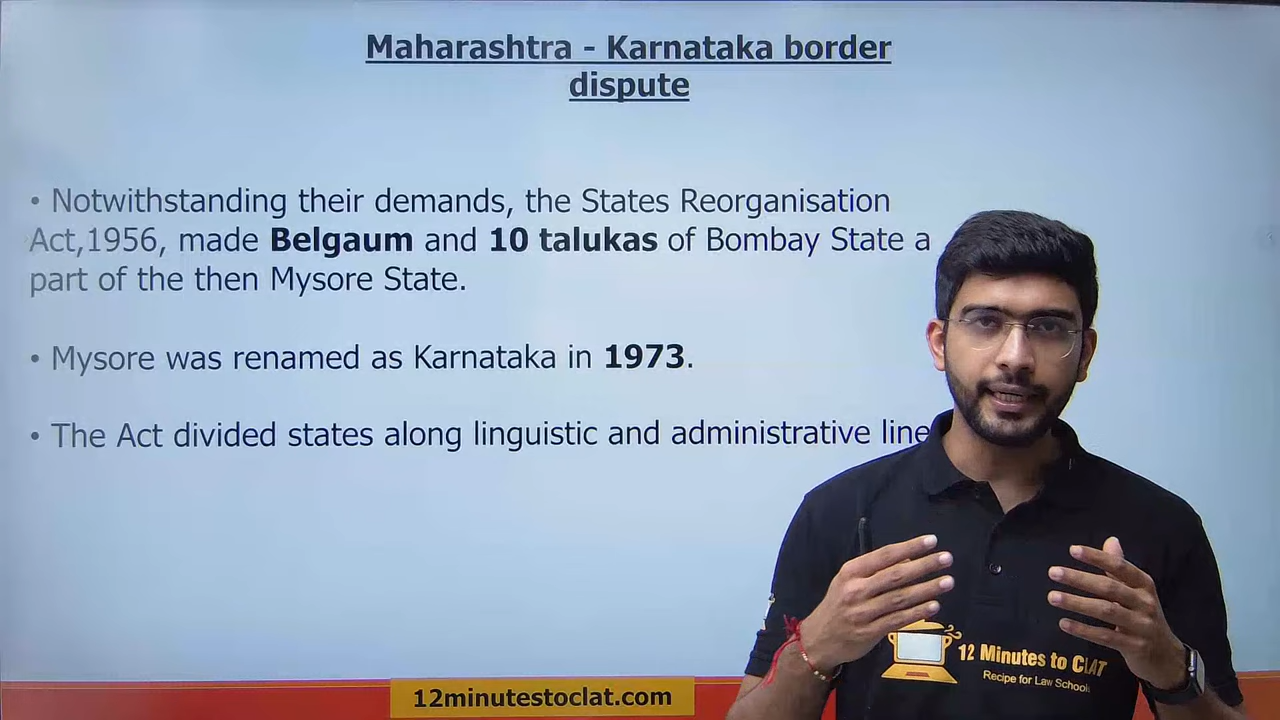 Maharashtra - Karnataka border
dispute
• Notwithstanding their demands, the States Reorganisation
Act,1956, made Belgaum and 10 talukas of Bombay State a
part of the then Mysore State.
• Mysore was renamed as Karnataka in 1973.
• The Act divided states along linguistic and administrative line
12 Minutes to CLAT
Recipe for Law Schools
12minutestoclat.com